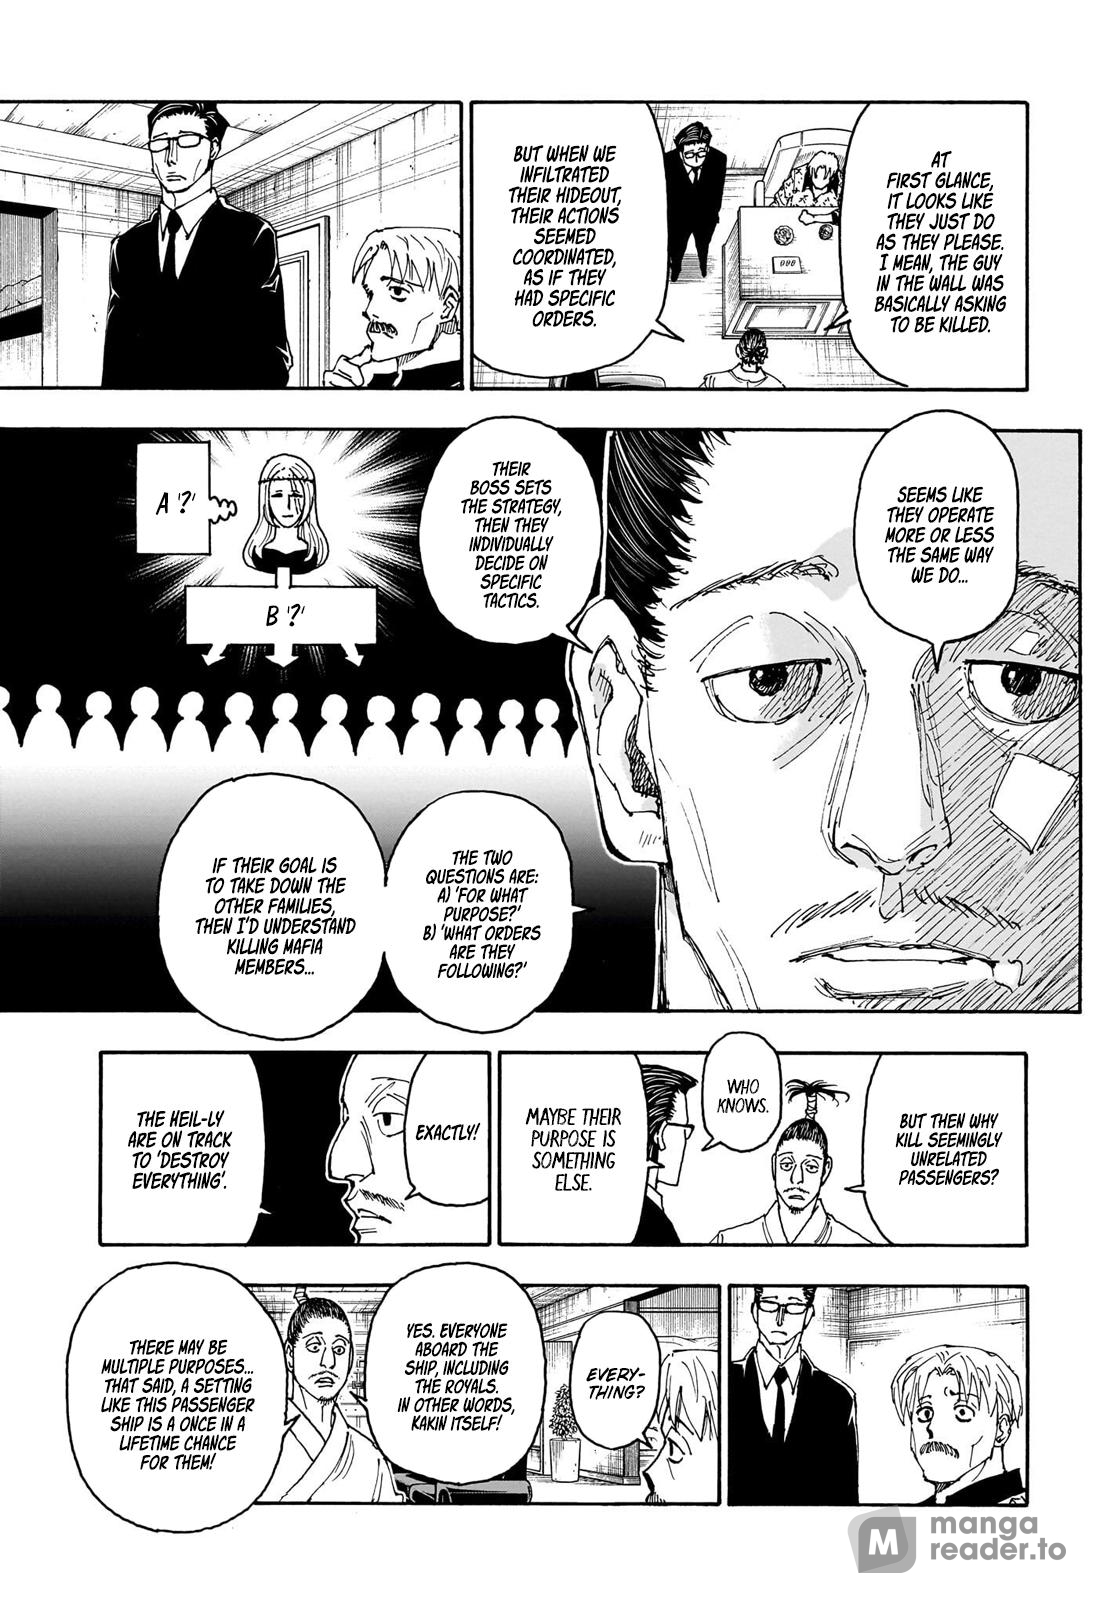 AT
FIRST GLANCE,
IT LOOKS LIKE
THEY JUST DO
AS THEY PLEASE.
I MEAN, THE GUY
IN THE WALL WAS
BASICALLY ASKING
TO BE KILLED.
BUT WHEN WE
INFILTRATED
THEIR HIDEOUT,
THEIR ACTIONS
SEEMED
COORDINATED,
AS IF THEY
HAD SPECIFIC
ORDERS.
SEEMS LIKE
THEY OPERATE
MORE OR LESS
THE SAME WAY
WE DO...
THEIR
BOSS SETS
THE STRATEGY,
THEN THEY
INDIVIDUALLY
DECIDE ON
SPECIFIC
TACTICS.
A '?'
B '?'
THE TWO
QUESTIONS ARE:
A) 'FOR WHAT
PURPOSE?'
B) 'WHAT ORDERS
ARE THEY
FOLLOWING?'
IF THEIR GOAL IS
TO TAKE DOWN THE
OTHER FAMILIES,
THEN I'D UNDERSTAND
KILLING MAFIA
MEMBERS...
BUT THEN WHY
KILL SEEMINGLY
UNRELATED
PASSENGERS?
WHO
KNOWS.
MAYBE THEIR
PURPOSE IS
SOMETHING
ELSE.
EXACTLY!
THE HEIL-LY
ARE ON TRACK
TO 'DESTROY
EVERYTHING'.
EVERY-
THING?
YES. EVERYONE
ABOARD THE
SHIP, INCLUDING
THE ROYALS.
IN OTHER WORDS,
KAKIN ITSELF!
THERE MAY BE
MULTIPLE PURPOSES...
THAT SAID, A SETTING
LIKE THIS PASSENGER
SHIP IS A ONCE IN A
LIFETIME CHANCE
FOR THEM!
M manga
reader.to